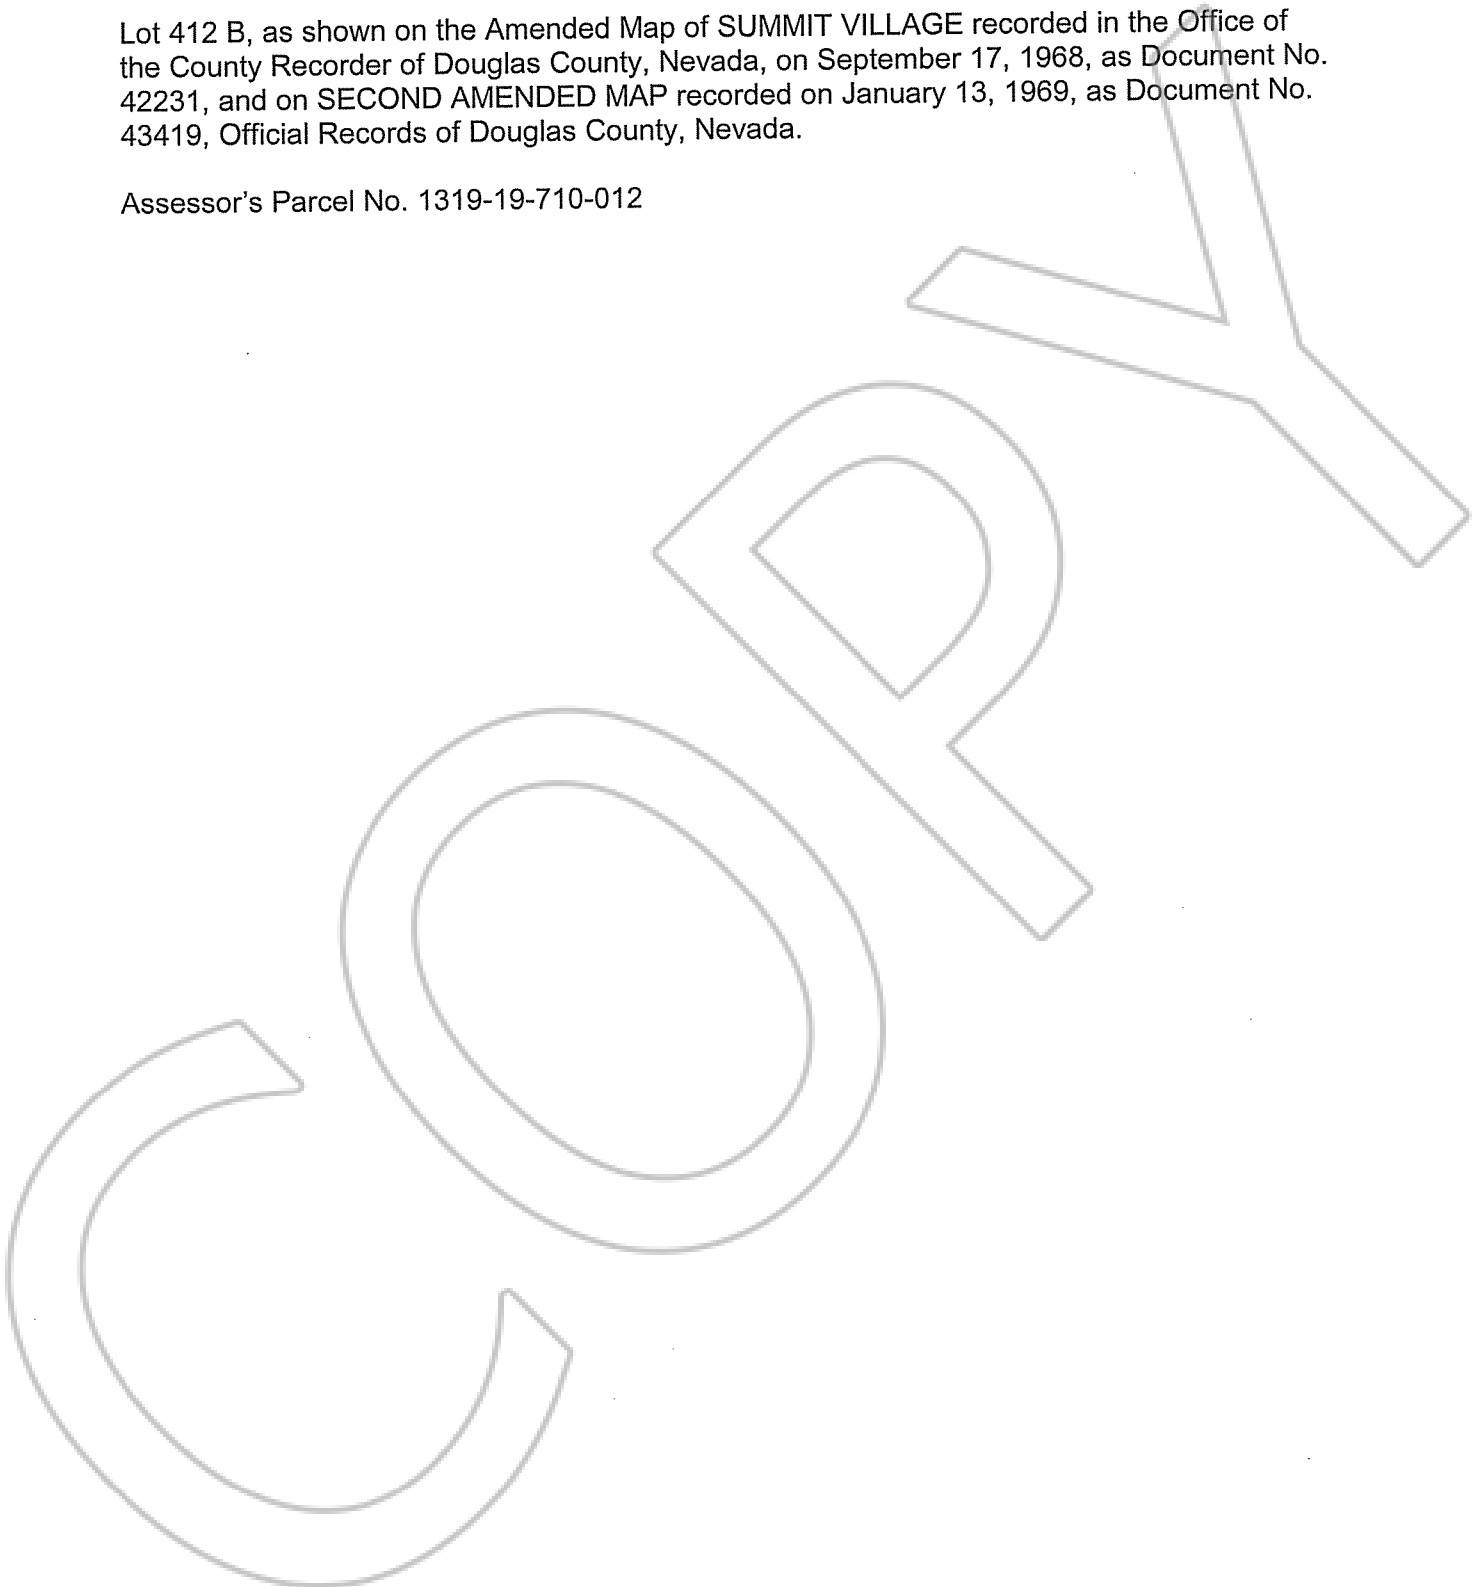 Lot 412 B, as shown on the Amended Map of SUMMIT VILLAGE recorded in the Office of
the County Recorder of Douglas County, Nevada, on September 17, 1968, as Document No.
42231, and on SECOND AMENDED MAP recorded on January 13, 1969, as Document No.
43419, Official Records of Douglas County, Nevada.
Assessor's Parcel No. 1319-19-710-012
COPY